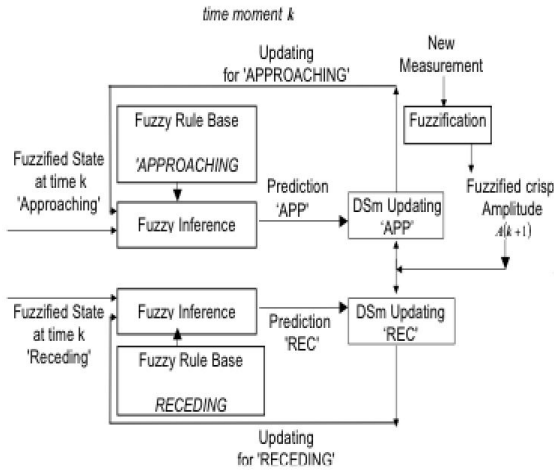 time moment k
Updating
for 'APPROACHING'
New
Measurement
Fuzzy Rule Base
'APPROACHING
Fuzzification
Fuzzified State
at time k
'Approaching'
Fuzzy Inference
Prediction
'APP'
DSm Updating
'APP'
Fuzzified crisp
Amplitude
A(k+1)
Fuzzified State
at time k
'Receding'
Fuzzy Inference
Prediction
'REC'
DSm Updating
'REC'
Fuzzy Rule Base
RECEDING
Updating
for 'RECEDING'